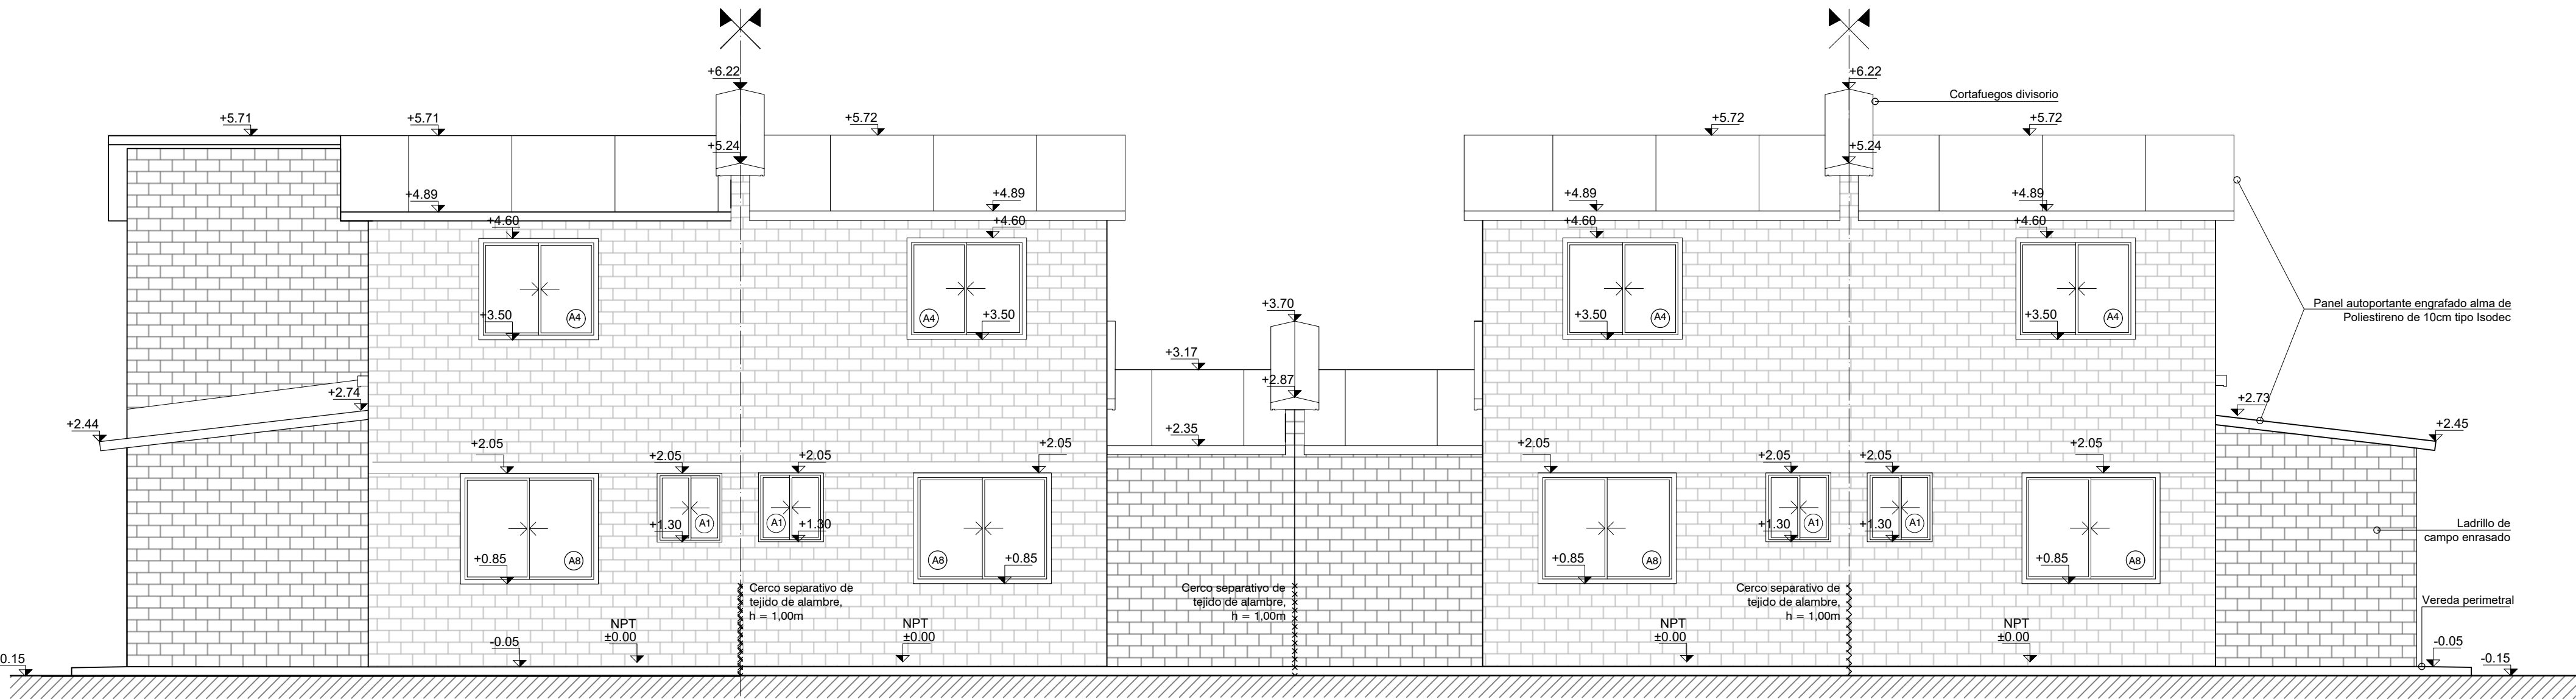 +6.22
+6.22
Cortafuegos divisorio
+5.71
+5.71
+5.72
+5.72
+5.72
+5.24
+5.24
+4.89
+4.89
+4.89
+4.89
+4.60
+4.60
+4.60
+4.60
+3.50
A4
A4
+3.50
+3.50
A4
+3.50
A4
+3.70
Panel autoportante engrafado alma de
Poliestireno de 10cm tipo Isodec
+3.17
+2.87
+2.74
+2.73
+2.44
+2.35
+2.45
+2.05
+2.05
+2.05
+2.05
+2.05
+2.05
+2.05
+2.05
+1.30
A1
A1
+1.30
+1.30
A1
+1.30
A1
Ladrillo de
campo enrasado
+0.85
A8
A8
+0.85
+0.85
A8
+0.85
A8
Cerco separativo de
tejido de alambre,
h = 1,00m
Cerco separativo de
tejido de alambre,
h = 1,00m
Cerco separativo de
tejido de alambre,
h = 1,00m
Vereda perimetral
NPT
±0.00
NPT
±0.00
NPT
±0.00
NPT
±0.00
-0.05
-0.05
0.15
-0.15